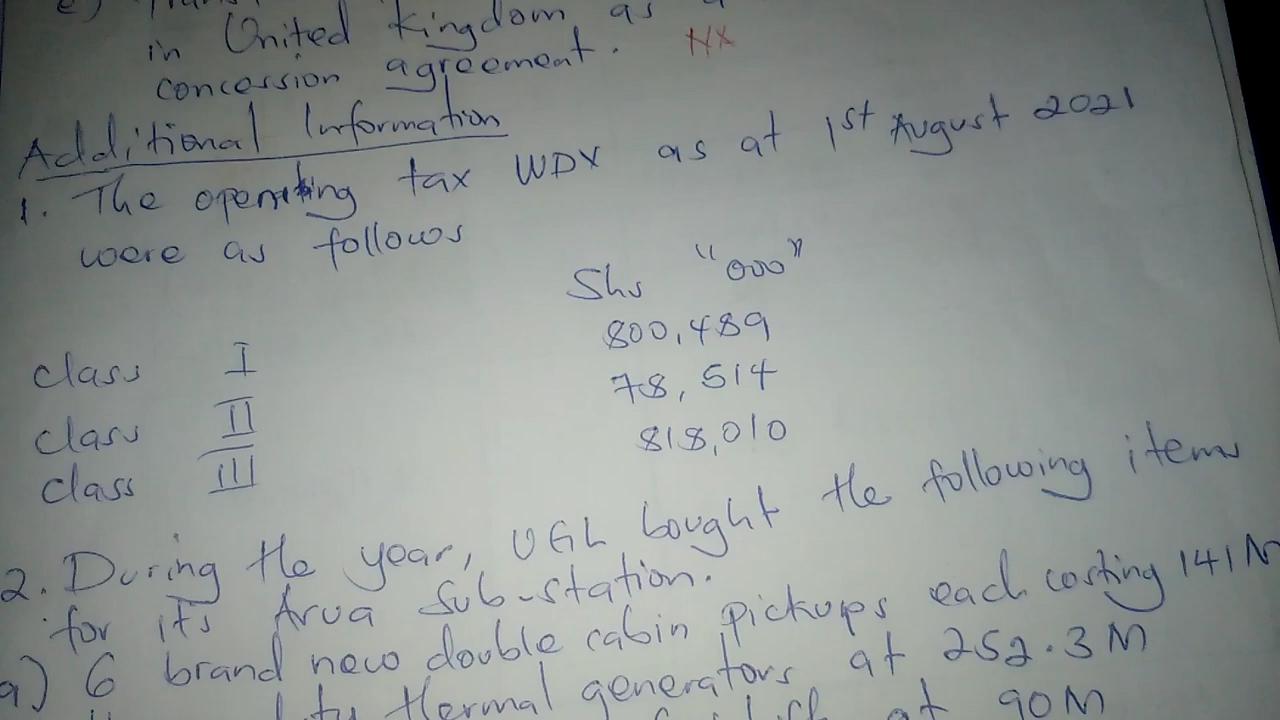 in United kingdom as a
concession agreement. NX
Additional Information
1. The operating tax WDX as at 1st August 2021
were as follows
Shs "000"
class I 800,489
class II 78,514
class III 818,010
2. During the year, UGL bought the following items
for its Arua sub-station.
a) 6 brand new double cabin pickups each costing 141M
thermal generators at 252.3M
at 90M